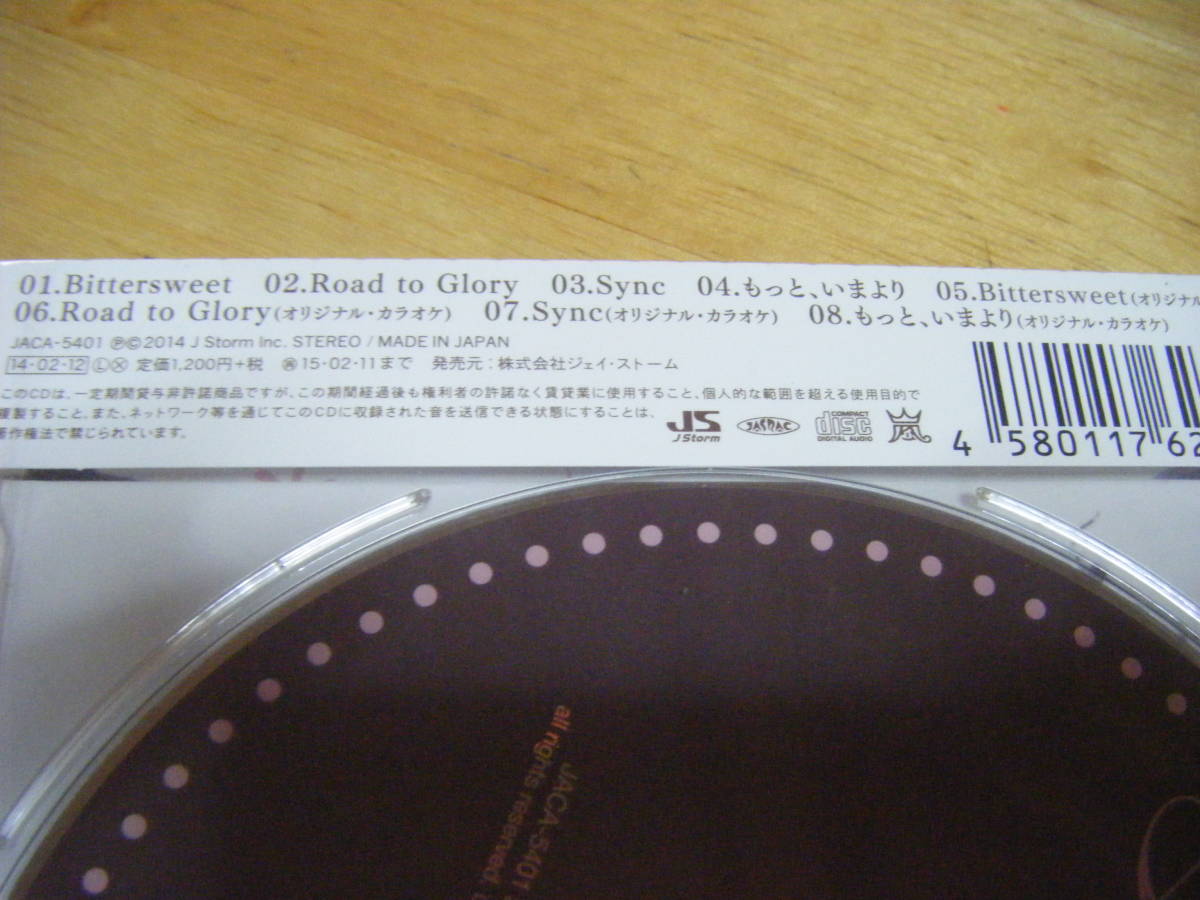 01.Bittersweet 02.Road to Glory 03.Sync 04.もっと、いまより 05.Bittersweet(オリジナ
06.Road to Glory(オリジナル・カラオケ) 07.Sync(オリジナル・カラオケ) 08.もっと、いまより(オリジナル・カラオケ)
JACA-5401 ℗©2014 J Storm Inc. STEREO / MADE IN JAPAN
14・02・12 Ⓛ Ⓧ 定価1,200円+税 15・02・11まで 発売元：株式会社ジェイ・ストーム
このCDは、一定期間貸与非許諾商品ですが、この期間経過後も権利者の許諾なく賃貸業に使用すること、個人的な範囲を超える使用目的で
複製すること、また、ネットワーク等を通じてこのCDに収録された音を送信できる状態にすることは、
著作権法で禁じられています。
JS
J Storm
JASRAC
COMPACT
disc
DIGITAL AUDIO
嵐
4 580117 62
JACA-5401
all rights reserved.